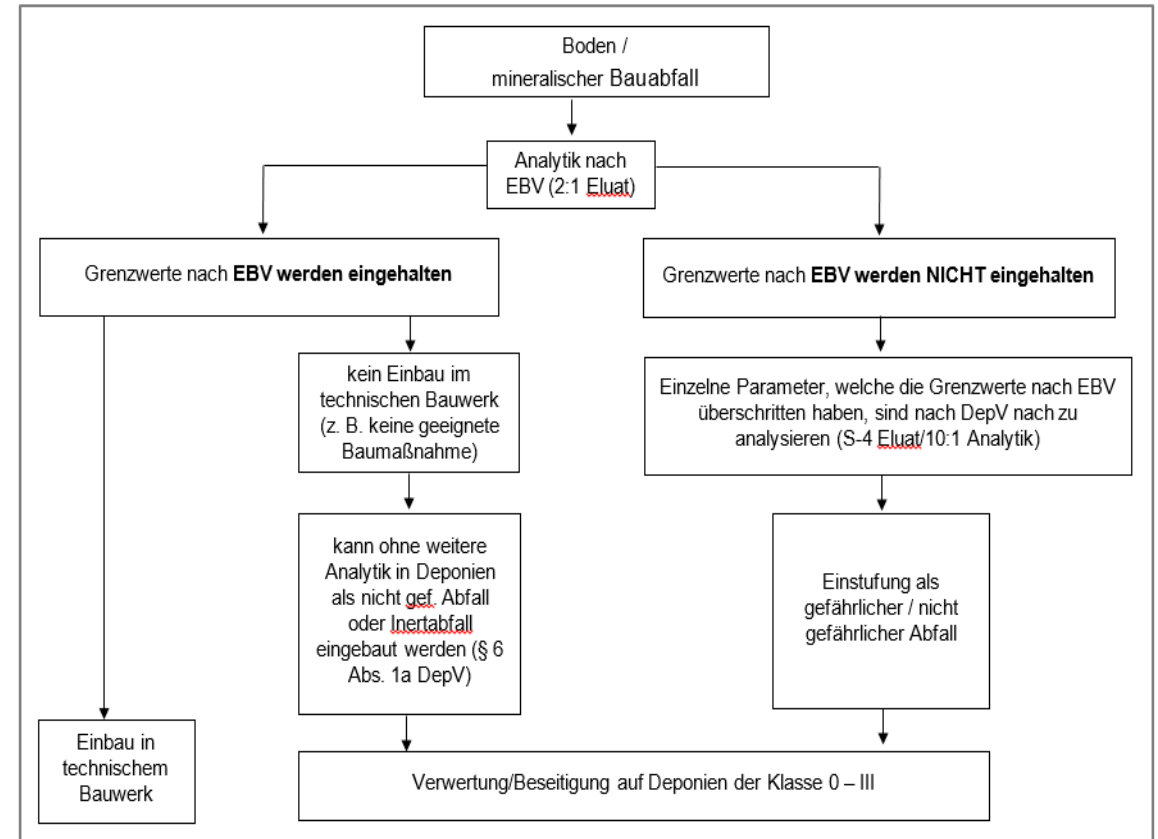 Boden /
mineralischer Bauabfall
Analytik nach
EBV (2:1 Eluat)
Grenzwerte nach EBV werden eingehalten
Grenzwerte nach EBV werden NICHT eingehalten
kein Einbau im
technischen Bauwerk
(z. B. keine geeignete
Baumaßnahme)
Einzelne Parameter, welche die Grenzwerte nach EBV
überschritten haben, sind nach DepV nach zu
analysieren (S-4 Eluat/10:1 Analytik)
kann ohne weitere
Analytik in Deponien
als nicht gef. Abfall
oder Inertabfall
eingebaut werden (§ 6
Abs. 1a DepV)
Einstufung als
gefährlicher / nicht
gefährlicher Abfall
Einbau in
technischem
Bauwerk
Verwertung/Beseitigung auf Deponien der Klasse 0 – III